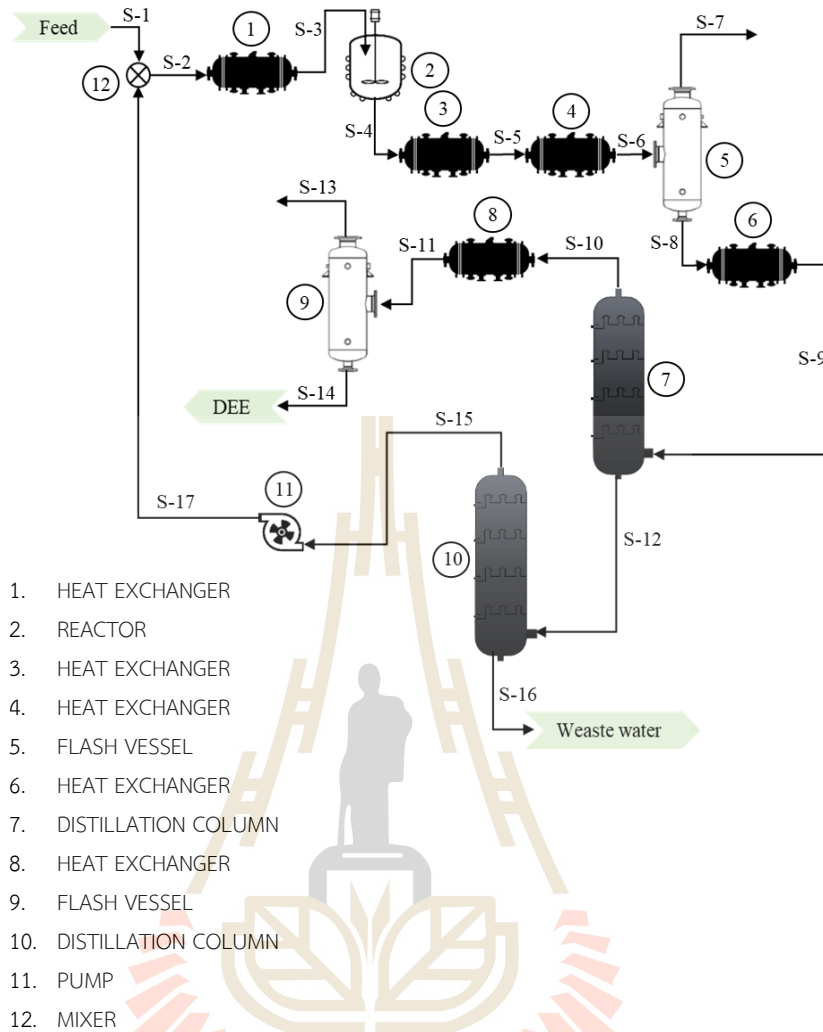 Feed
S-1
S-2
12
1
S-3
2
S-4
3
S-5
4
S-6
S-7
5
S-8
6
S-13
S-11
8
S-10
9
S-14
DEE
7
S-9
S-15
S-17
11
10
S-12
S-16
Weaste water
1. HEAT EXCHANGER
2. REACTOR
3. HEAT EXCHANGER
4. HEAT EXCHANGER
5. FLASH VESSEL
6. HEAT EXCHANGER
7. DISTILLATION COLUMN
8. HEAT EXCHANGER
9. FLASH VESSEL
10. DISTILLATION COLUMN
11. PUMP
12. MIXER